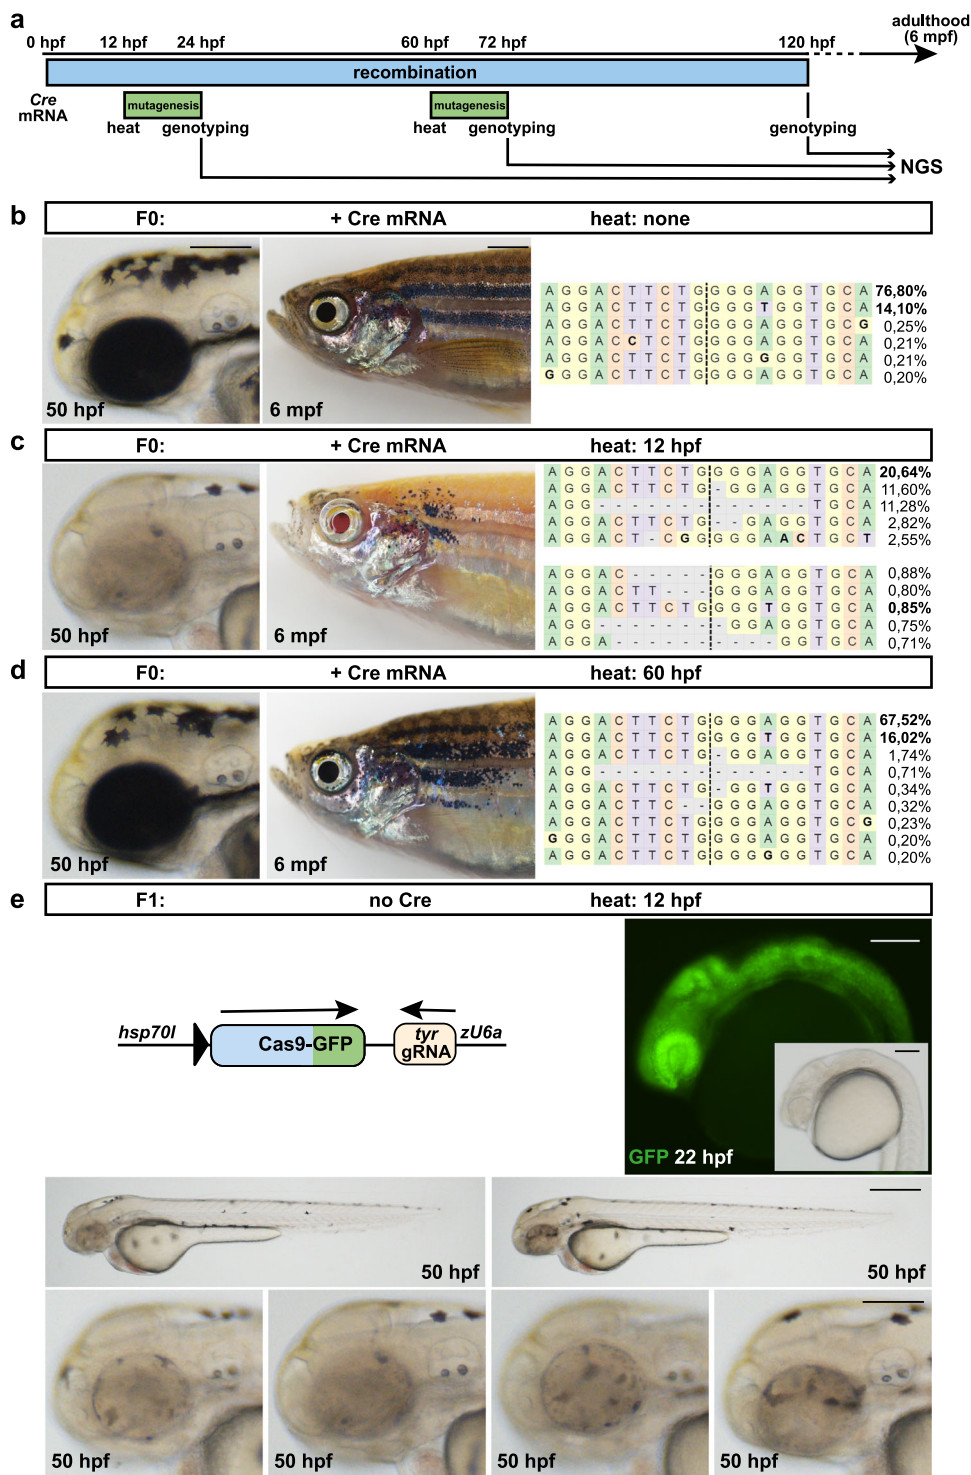 a
0 hpf 12 hpf 24 hpf 60 hpf 72 hpf 120 hpf adulthood (6 mpf)
recombination
Cre mRNA
mutagenesis mutagenesis
heat genotyping heat genotyping genotyping
NGS
b F0: + Cre mRNA heat: none
50 hpf 6 mpf
A G G A C T T C T G G G G A G G T G C A 76,80%
A G G A C T T C T G G G G T G G T G C A 14,10%
A G G A C T T C T G G G G A G G T G C G 0,25%
A G G A C C T C T G G G G A G G T G C A 0,21%
A G G A C T T C T G G G G G G G T G C A 0,21%
G G G A C T T C T G G G G A G G T G C A 0,20%
c F0: + Cre mRNA heat: 12 hpf
50 hpf 6 mpf
A G G A C T T C T G G G G A G G T G C A 20,64%
A G G A C T T C T G - G G A G G T G C A 11,60%
A G G - - - - - - - - - - - - - T G C A 11,28%
A G G A C T T C T G - - G A G G T G C A 2,82%
A G G A C T - C G G G G G A A C T G C T 2,55%
A G G A C - - - - - G G G A G G T G C A 0,88%
A G G A C T T - - - G G G A G G T G C A 0,80%
A G G A C T T C T G G G G T G G T G C A 0,85%
A G G - - - - - - - - G G A G G T G C A 0,75%
A G G A - - - - - - - - - - G G T G C A 0,71%
d F0: + Cre mRNA heat: 60 hpf
50 hpf 6 mpf
A G G A C T T C T G G G G A G G T G C A 67,52%
A G G A C T T C T G G G G T G G T G C A 16,02%
A G G A C T T C T G - G G A G G T G C A 1,74%
A G G - - - - - - - - - - - - - T G C A 0,71%
A G G A C T T C T G - G G T G G T G C A 0,34%
A G G A C T T C - - G G G A G G T G C A 0,32%
A G G A C T T C T G G G G A G G T G C G 0,23%
G G G A C T T C T G G G G A G G T G C A 0,20%
A G G A C T T C T G G G G G G G T G C A 0,20%
e F1: no Cre heat: 12 hpf
hsp70l Cas9-GFP tyr gRNA zU6a
GFP 22 hpf
50 hpf 50 hpf
50 hpf 50 hpf 50 hpf 50 hpf